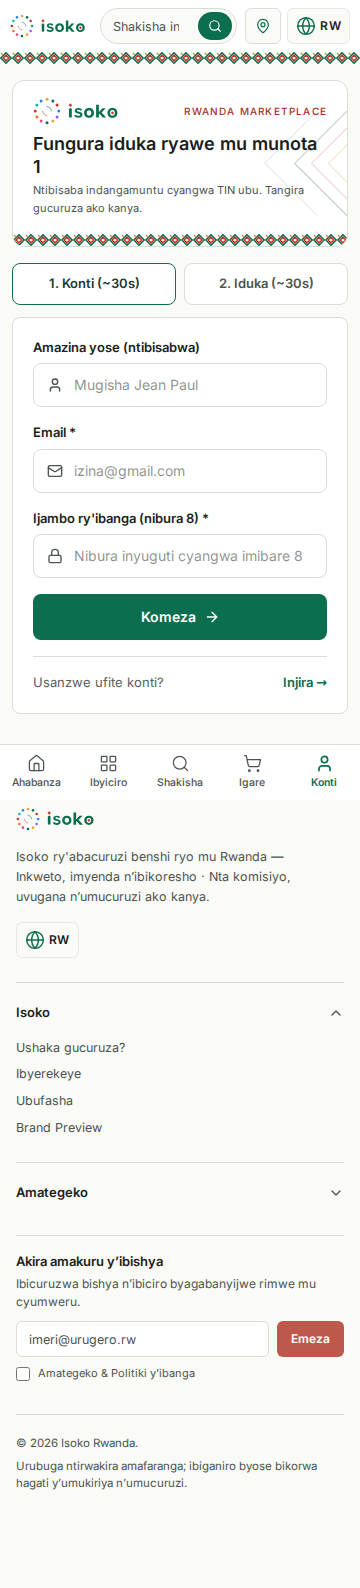 isoko
Shakisha in
RW
isoko
RWANDA MARKETPLACE
Fungura iduka ryawe mu munota
1
Ntibisaba indangamuntu cyangwa TIN ubu. Tangira
gucuruza ako kanya.
1. Konti (~30s)
2. Iduka (~30s)
Amazina yose (ntibisabwa)
Mugisha Jean Paul
Email *
izina@gmail.com
Ijambo ry'ibanga (nibura 8) *
Nibura inyuguti cyangwa imibare 8
Komeza →
Usanzwe ufite konti?
Injira →
Ahabanza
Ibyiciro
Shakisha
Igare
Konti
isoko
Isoko ry'abacuruzi benshi ryo mu Rwanda —
Inkweto, imyenda n’ibikoresho · Nta komisiyo,
uvugana n’umucuruzi ako kanya.
RW
Isoko
Ushaka gucuruza?
Ibyerekeye
Ubufasha
Brand Preview
Amategeko
Akira amakuru y’ibishya
Ibicuruzwa bishya n’ibiciro byagabanyijwe rimwe mu
cyumweru.
imeri@urugero.rw
Emeza
Amategeko & Politiki y'ibanga
© 2026 Isoko Rwanda.
Urubuga ntirwakira amafaranga; ibiganiro byose bikorwa
hagati y’umukiriya n’umucuruzi.